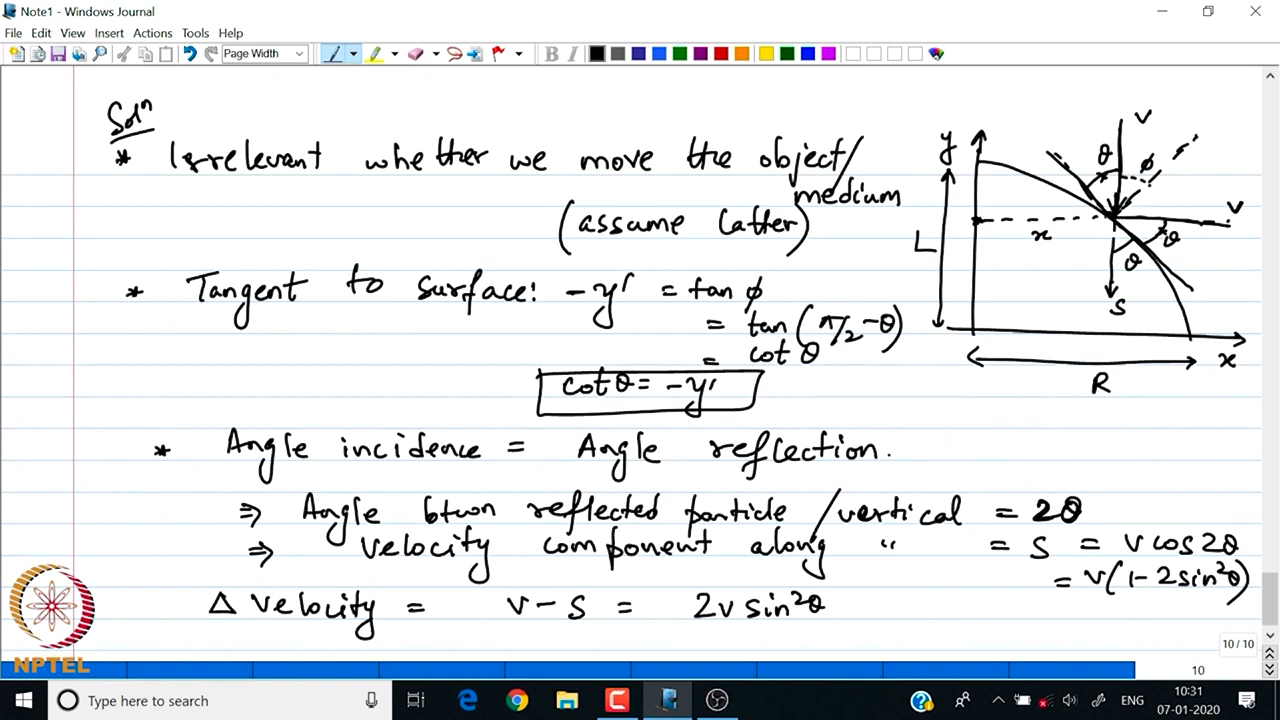 Note1 - Windows Journal
File Edit View Insert Actions Tools Help
Page Width
B I
Solⁿ
* Irrelevant whether we move the object/
medium
(assume latter)
* Tangent to surface: -y' = tan φ
= tan (π/2 - θ)
= cot θ
cot θ = -y'
* Angle incidence = Angle reflection.
⇒ Angle btwn reflected particle / vertical = 2θ
⇒ velocity component along " = S = v cos 2θ
= v(1 - 2 sin²θ)
Δ velocity = v - s = 2v sin²θ
y
L
x
θ
v
φ
v
θ
θ
S
x
R
NPTEL
10 / 10
10
Type here to search
ENG
10:31
07-01-2020